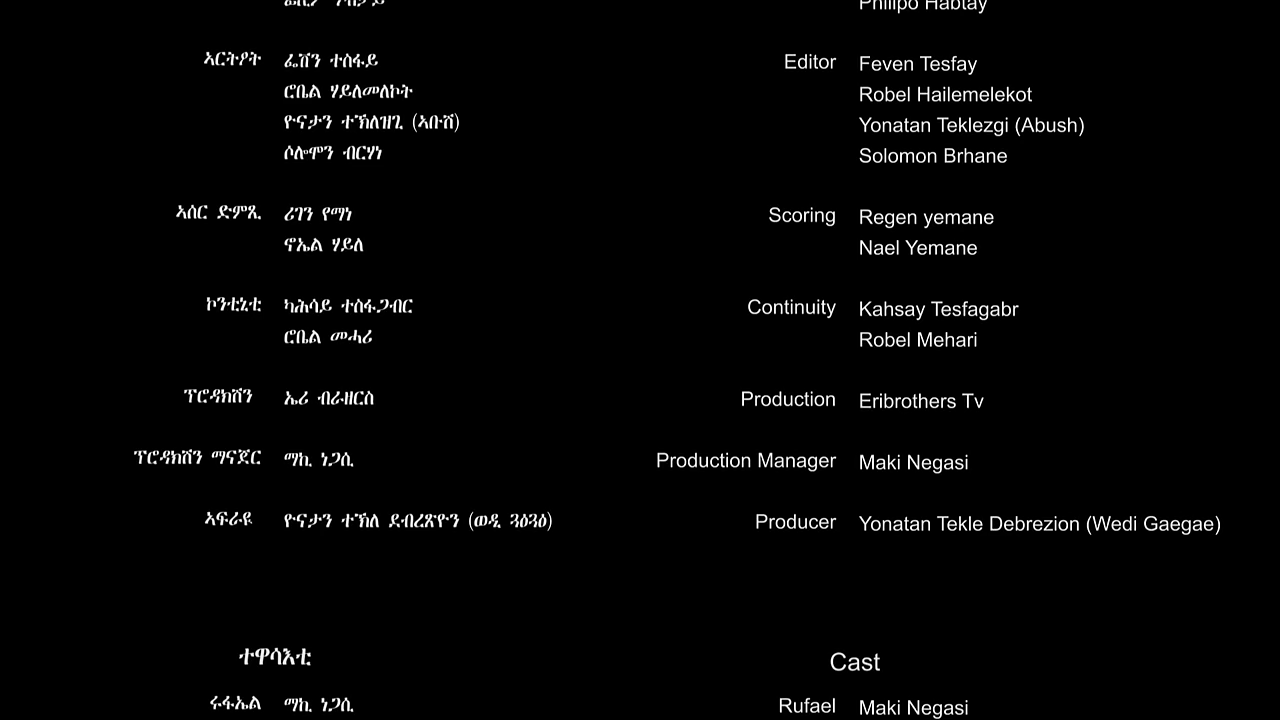 Philipo Habtay
ኣርትዖት ፌቨን ተስፋይ Editor Feven Tesfay
ሮቤል ሃይለመለኮት Robel Hailemelekot
ዮናታን ተኽለዝጊ (ኣቡሽ) Yonatan Teklezgi (Abush)
ሶሎሞን ብርሃነ Solomon Brhane
ኣሰር ድምጺ ሪገን የማነ Scoring Regen yemane
ኖኤል ሃይለ Nael Yemane
ኮንቲኒቲ ካሕሳይ ተስፋጋብር Continuity Kahsay Tesfagabr
ሮቤል መሓሪ Robel Mehari
ፕሮዳክሽን ኤሪ ብራዘርስ Production Eribrothers Tv
ፕሮዳክሽን ማናጀር ማኪ ነጋሲ Production Manager Maki Negasi
ኣፍራዪ ዮናታን ተኽለ ደብረጽዮን (ወዲ ጓዕጓዕ) Producer Yonatan Tekle Debrezion (Wedi Gaegae)
ተዋሳእቲ Cast
ሩፋኤል ማኪ ነጋሲ Rufael Maki Negasi